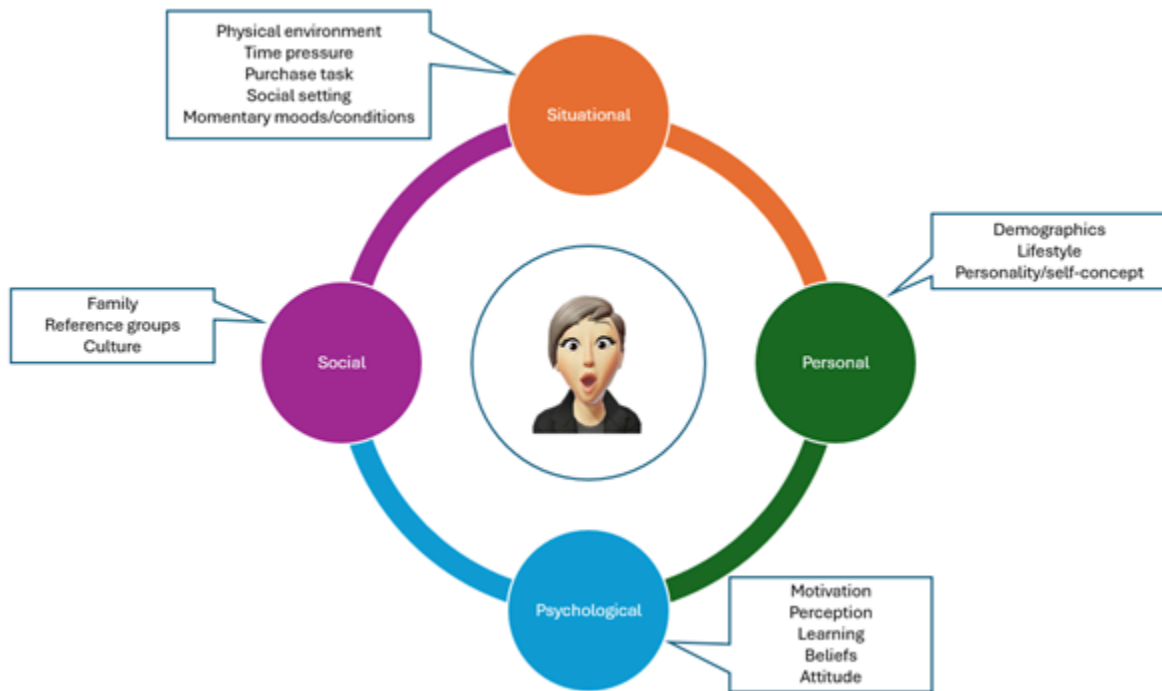 Physical environment
Time pressure
Purchase task
Social setting
Momentary moods/conditions
Situational
Demographics
Lifestyle
Personality/self-concept
Family
Reference groups
Culture
Social
Personal
Psychological
Motivation
Perception
Learning
Beliefs
Attitude